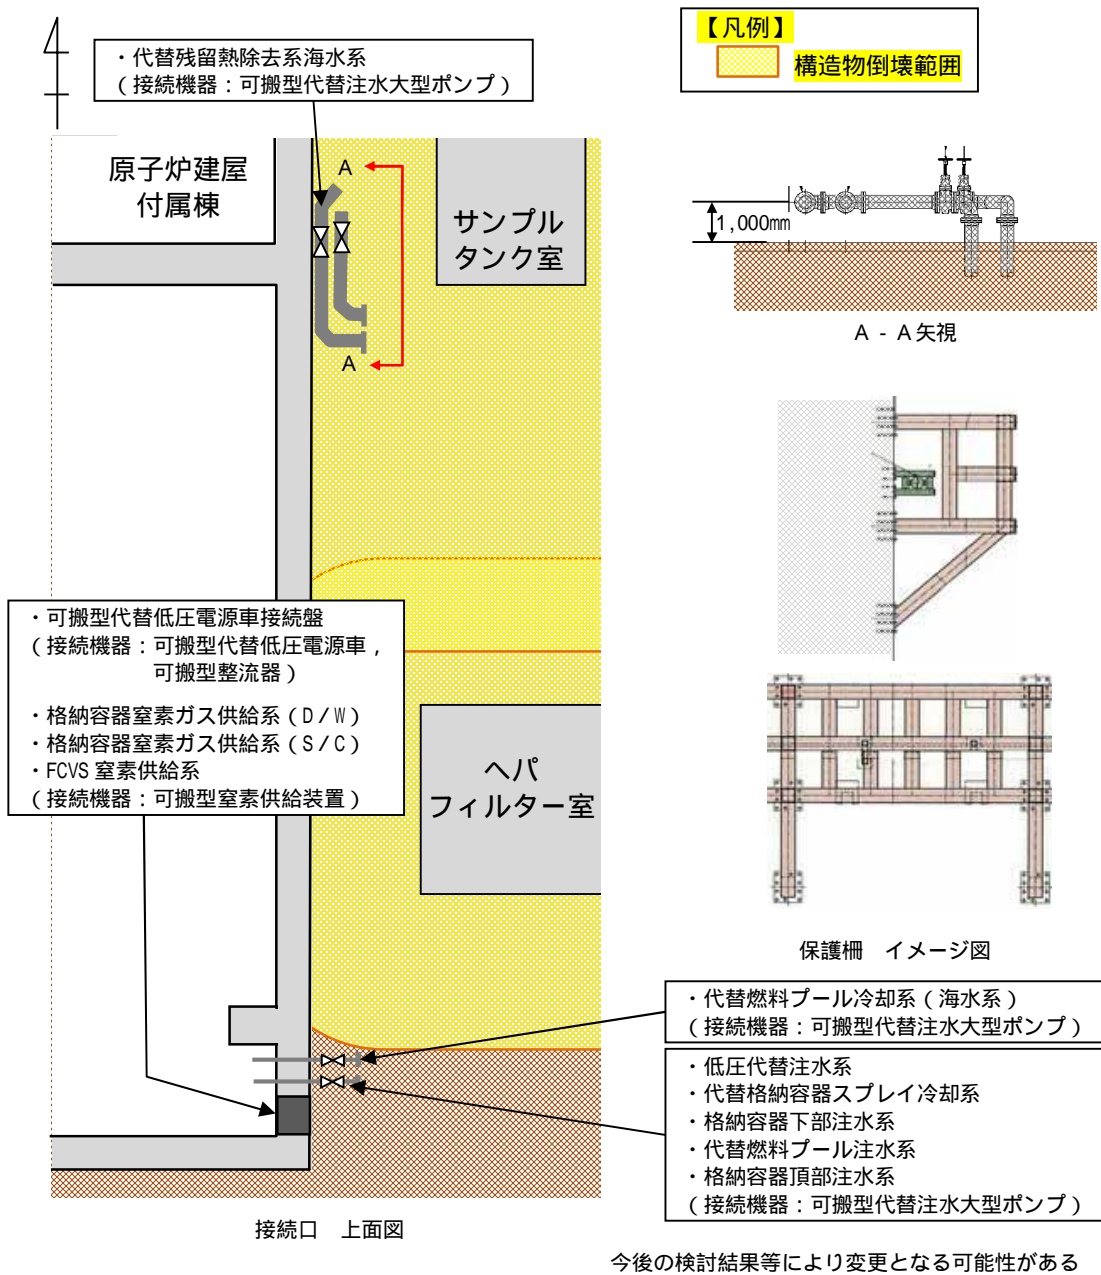 ・代替残留熱除去系海水系
（接続機器：可搬型代替注水大型ポンプ）
【凡例】
構造物倒壊範囲
原子炉建屋
付属棟
A
サンプル
タンク室
A
1,000mm
A - A矢視
・可搬型代替低圧電源車接続盤
（接続機器：可搬型代替低圧電源車，
可搬型整流器）
・格納容器窒素ガス供給系（D/W）
・格納容器窒素ガス供給系（S/C）
・FCVS 窒素供給系
（接続機器：可搬型窒素供給装置）
ヘパ
フィルター室
保護柵　イメージ図
・代替燃料プール冷却系（海水系）
（接続機器：可搬型代替注水大型ポンプ）
・低圧代替注水系
・代替格納容器スプレイ冷却系
・格納容器下部注水系
・代替燃料プール注水系
・格納容器頂部注水系
（接続機器：可搬型代替注水大型ポンプ）
接続口　上面図
今後の検討結果等により変更となる可能性がある